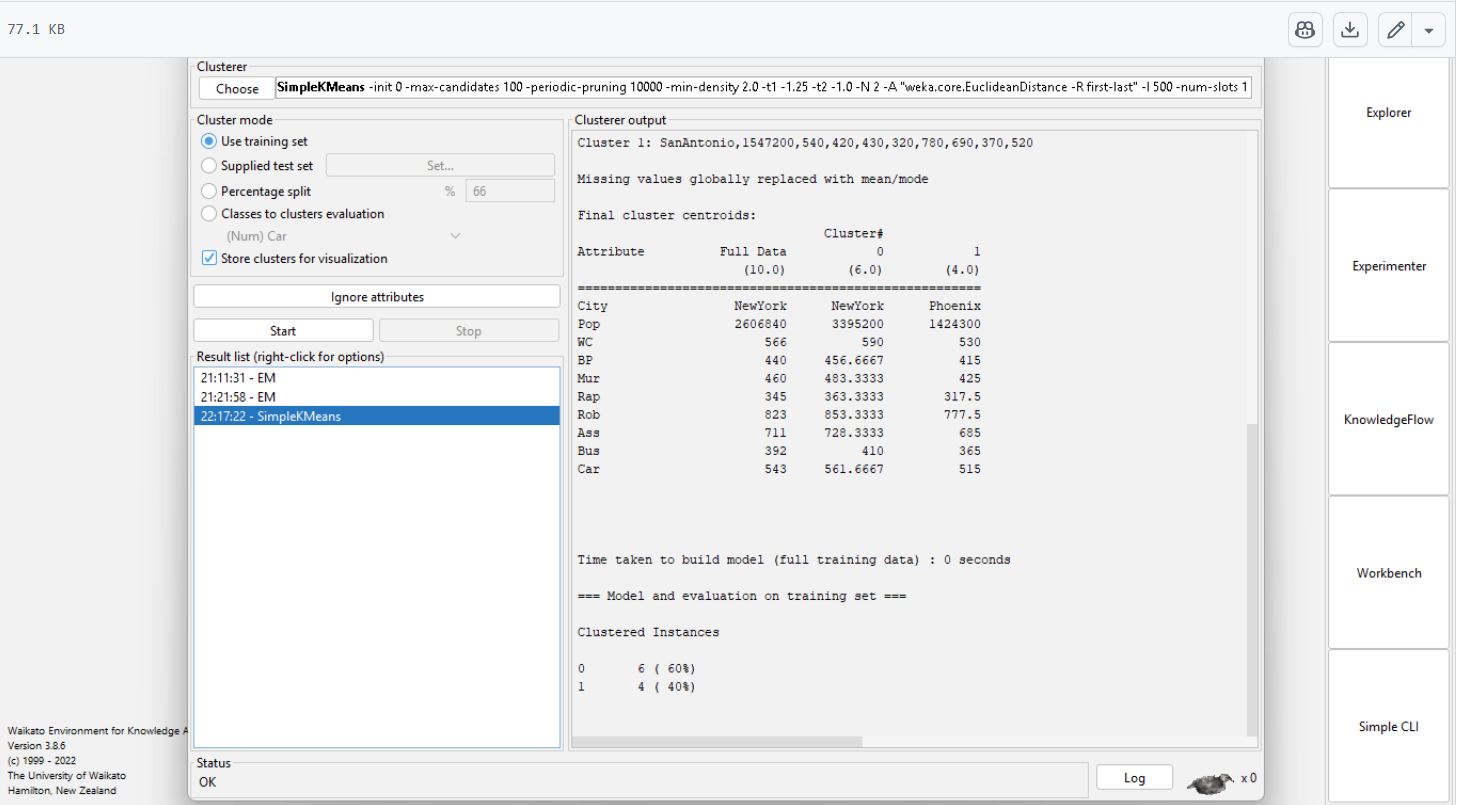 77.1 KB
Clusterer
Choose
SimpleKMeans -init 0 -max-candidates 100 -periodic-pruning 10000 -min-density 2.0 -t1 -1.25 -t2 -1.0 -N 2 -A "weka.core.EuclideanDistance -R first-last" -I 500 -num-slots 1
Cluster mode
Use training set
Supplied test set Set...
Percentage split % 66
Classes to clusters evaluation
(Num) Car
Store clusters for visualization
Ignore attributes
Start Stop
Result list (right-click for options)
21:11:31 - EM
21:21:58 - EM
22:17:22 - SimpleKMeans
Clusterer output
Cluster 1: SanAntonio,1547200,540,420,430,320,780,690,370,520
Missing values globally replaced with mean/mode
Final cluster centroids:
Cluster#
Attribute Full Data 0 1
(10.0) (6.0) (4.0)
=================================================
City NewYork NewYork Phoenix
Pop 2606840 3395200 1424300
WC 566 590 530
BP 440 456.6667 415
Mur 460 483.3333 425
Rap 345 363.3333 317.5
Rob 823 853.3333 777.5
Ass 711 728.3333 685
Bus 392 410 365
Car 543 561.6667 515
Time taken to build model (full training data) : 0 seconds
=== Model and evaluation on training set ===
Clustered Instances
0 6 ( 60%)
1 4 ( 40%)
Status
OK
Log
x 0
Explorer
Experimenter
KnowledgeFlow
Workbench
Simple CLI
Waikato Environment for Knowledge A
Version 3.8.6
(c) 1999 - 2022
The University of Waikato
Hamilton, New Zealand